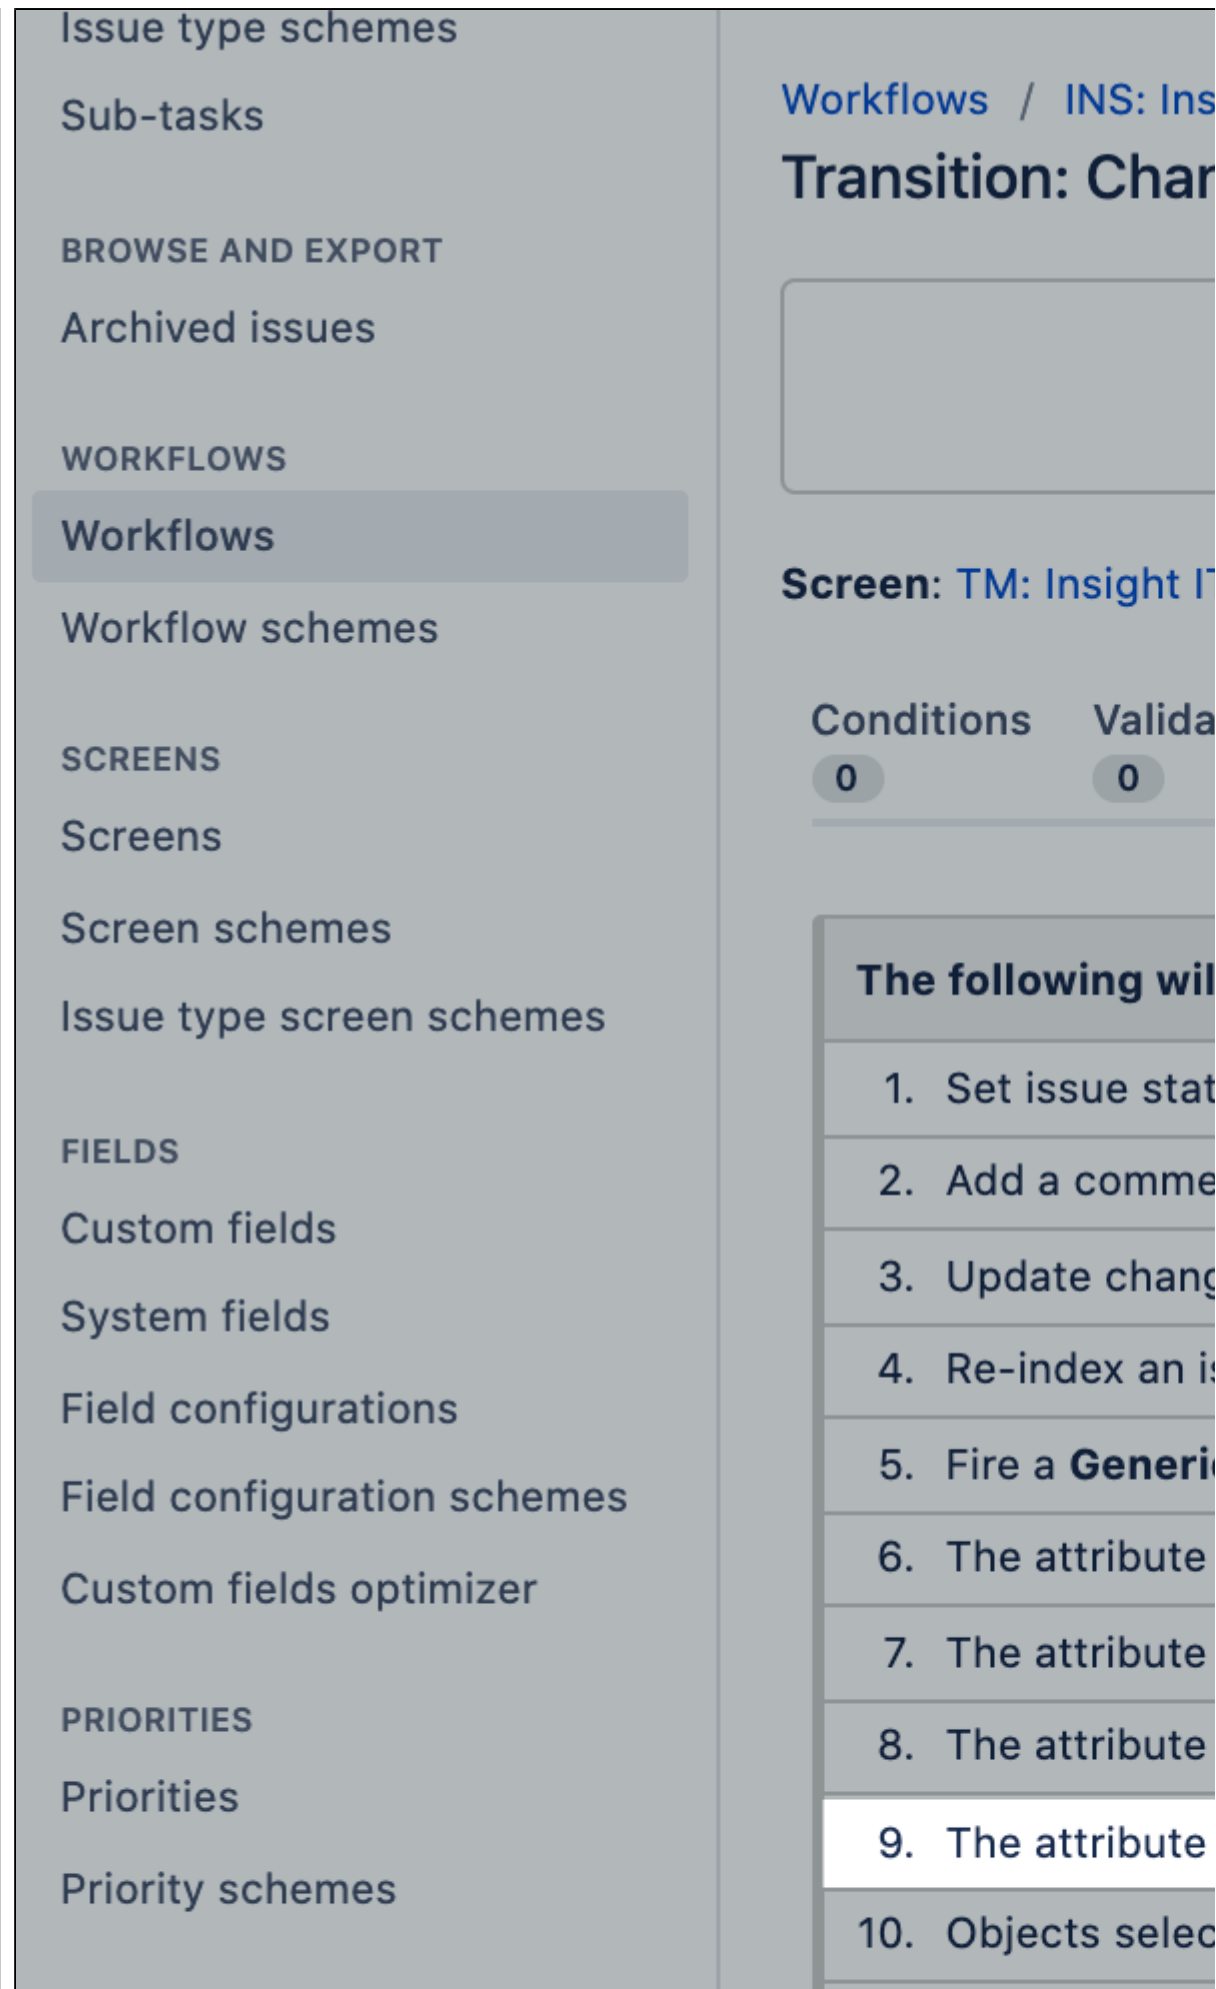 Issue type schemes
Sub-tasks
BROWSE AND EXPORT
Archived issues
WORKFLOWS
Workflows
Workflow schemes
SCREENS
Screens
Screen schemes
Issue type screen schemes
FIELDS
Custom fields
System fields
Field configurations
Field configuration schemes
Custom fields optimizer
PRIORITIES
Priorities
Priority schemes
Workflows / INS: Ins
Transition: Char
Screen: TM: Insight IT
Conditions Valida
0 0
The following wil
1. Set issue stat
2. Add a comme
3. Update chang
4. Re-index an is
5. Fire a Generic
6. The attribute
7. The attribute
8. The attribute
9. The attribute
10. Objects selec